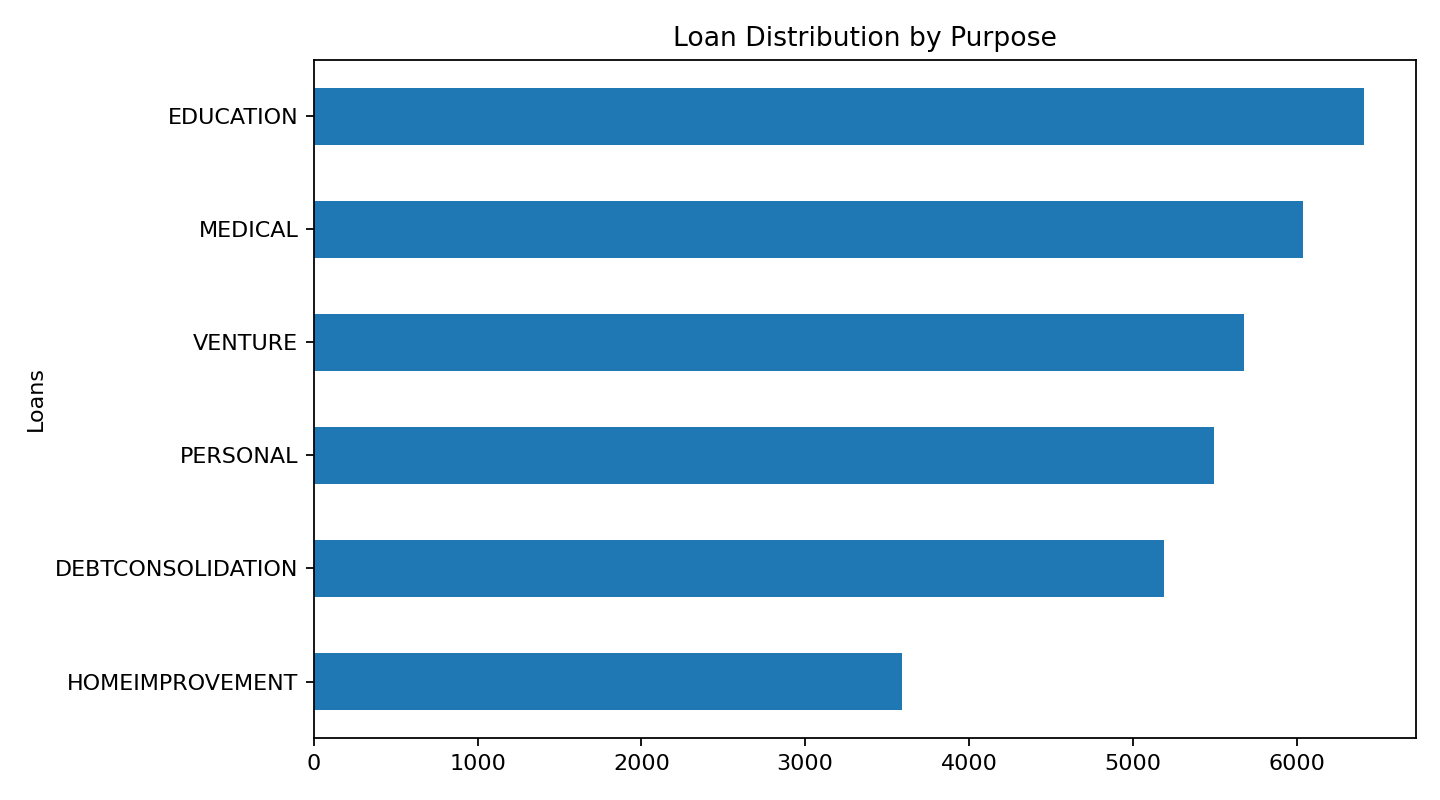 Loan Distribution by Purpose
EDUCATION
MEDICAL
VENTURE
PERSONAL
DEBTCONSOLIDATION
HOMEIMPROVEMENT
Loans
0 1000 2000 3000 4000 5000 6000